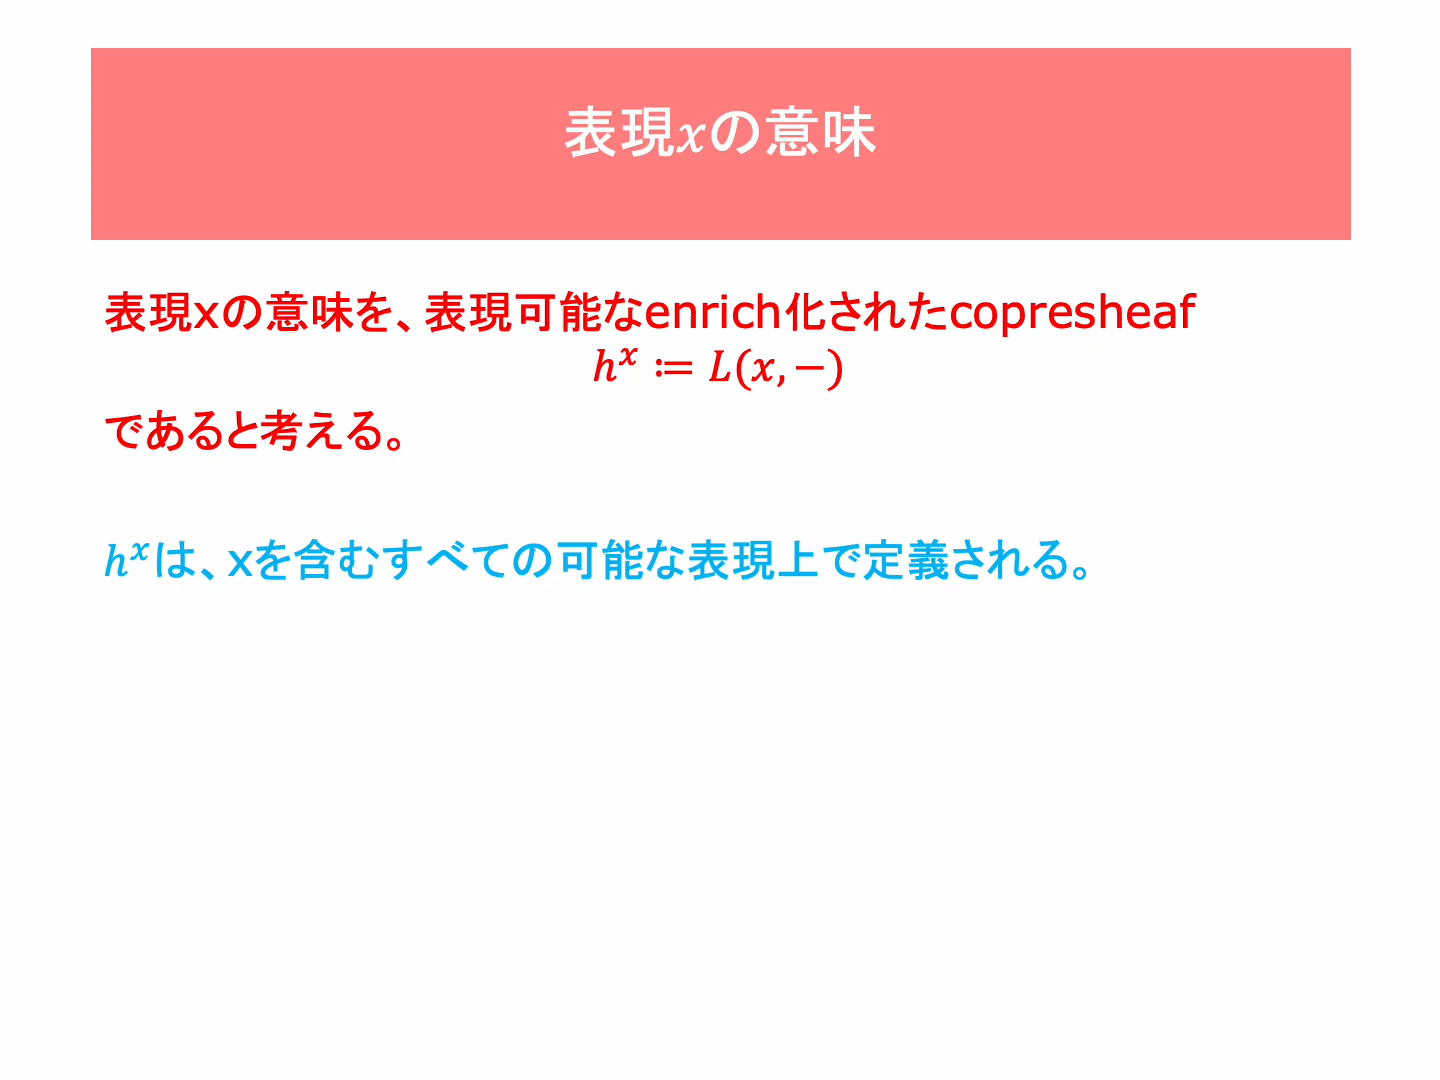 表現𝑥の意味
表現xの意味を、表現可能なenrich化されたcopresheaf
ℎ^𝑥 ≔ 𝐿(𝑥, −)
であると考える。
ℎ^𝑥は、xを含むすべての可能な表現上で定義される。